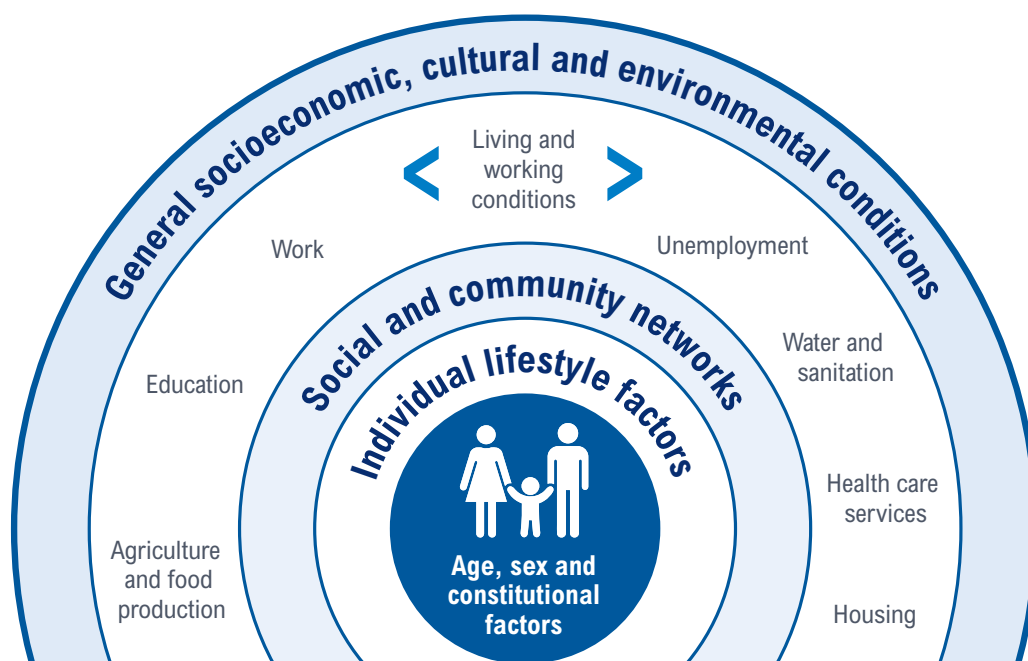 General socioeconomic, cultural and environmental conditions
Living and
working
conditions
Work
Unemployment
Social and community networks
Water and
sanitation
Education
Individual lifestyle factors
Health care
services
Agriculture
and food
production
Age, sex and
constitutional
factors
Housing